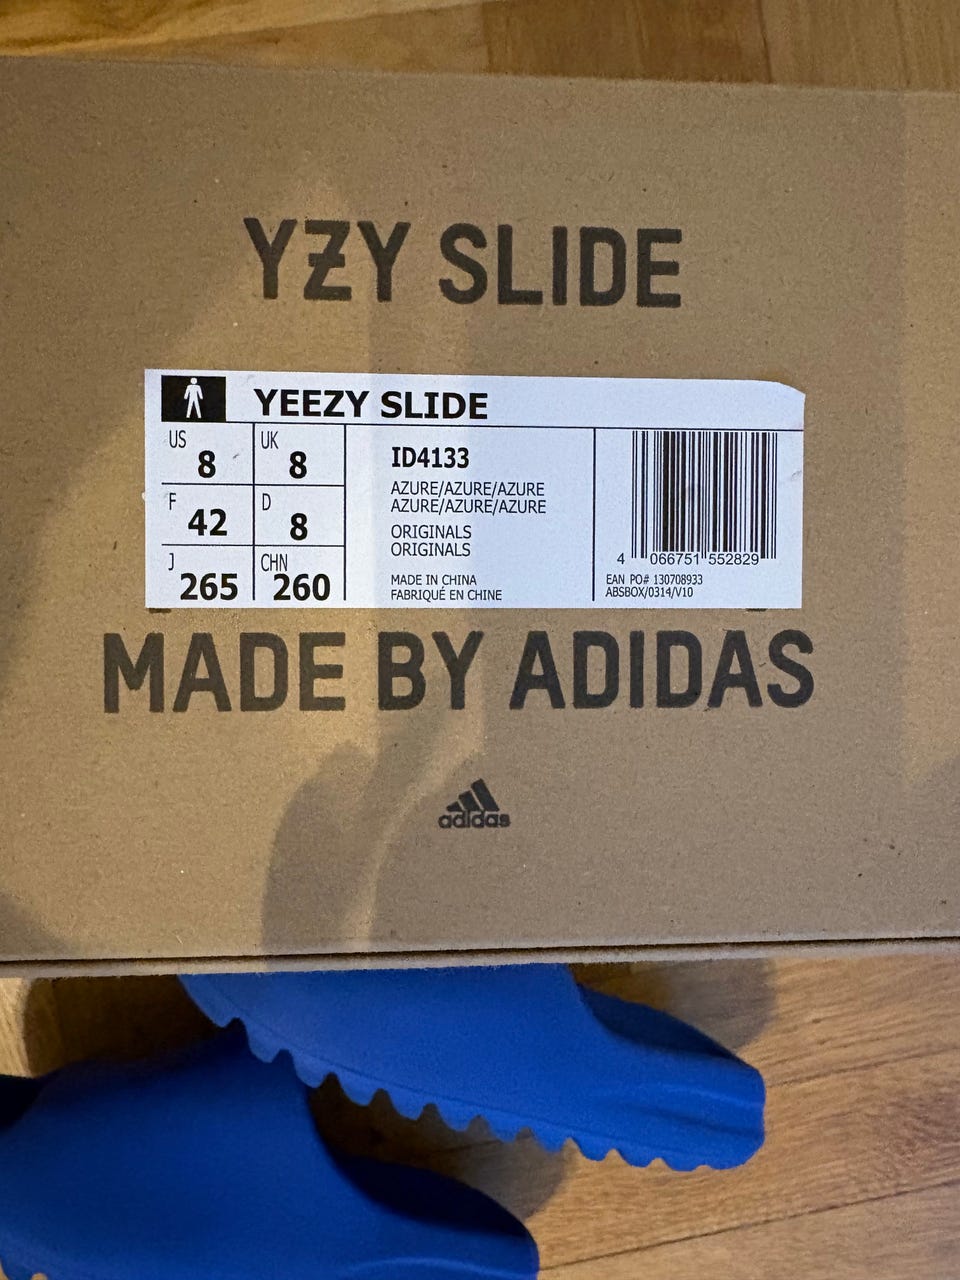 YZY SLIDE
YEEZY SLIDE
US 8 UK 8
F 42 D 8
J 265 CHN 260
ID4133
AZURE/AZURE/AZURE
AZURE/AZURE/AZURE
ORIGINALS
ORIGINALS
MADE IN CHINA
FABRIQUÉ EN CHINE
4 066751 552829
EAN PO# 130708933
ABSBOX/0314/V10
MADE BY ADIDAS
adidas